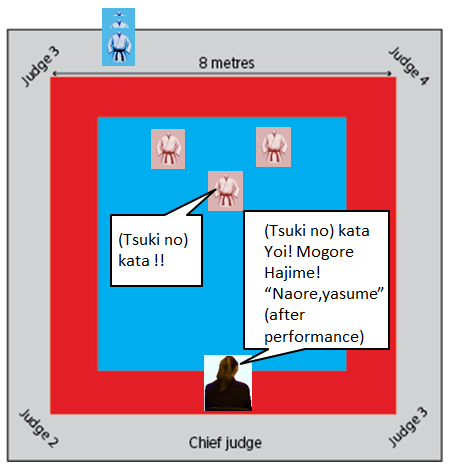 Judge 3
Judge 4
8 metres
(Tsuki no)
kata !!
(Tsuki no) kata
Yoi! Mogore
Hajime!
“Naore,yasume”
(after
performance)
Judge 2
Chief judge
Judge 3